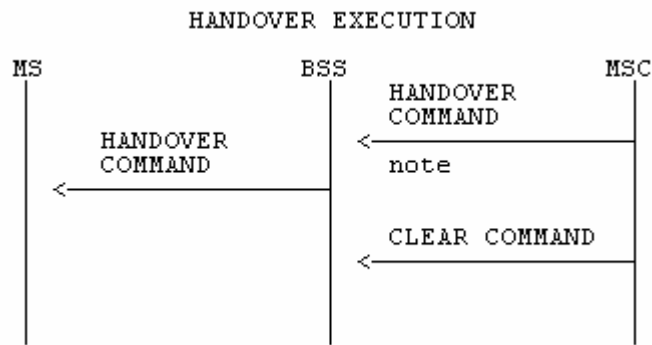 HANDOVER EXECUTION
MS BSS MSC
HANDOVER
COMMAND
HANDOVER
COMMAND
note
CLEAR COMMAND